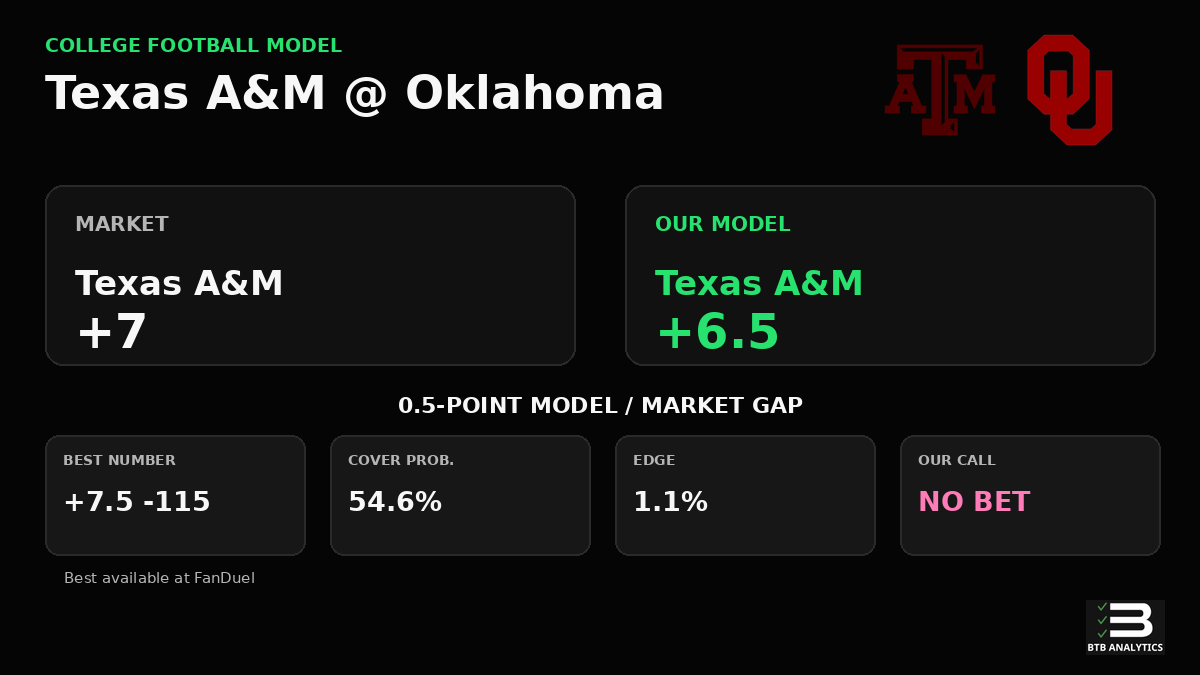 COLLEGE FOOTBALL MODEL
Texas A&M @ Oklahoma
ATM
OU
MARKET
Texas A&M
+7
OUR MODEL
Texas A&M
+6.5
0.5-POINT MODEL / MARKET GAP
BEST NUMBER
+7.5 -115
COVER PROB.
54.6%
EDGE
1.1%
OUR CALL
NO BET
Best available at FanDuel
B
BTB ANALYTICS